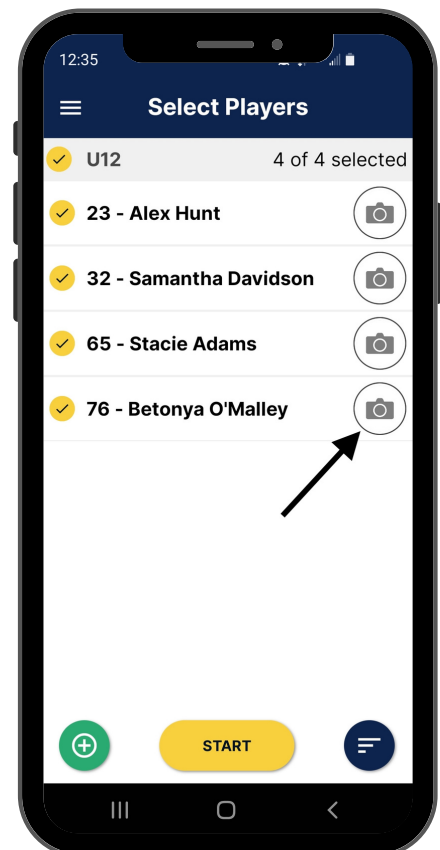 12:35
Select Players
U12 4 of 4 selected
23 - Alex Hunt
32 - Samantha Davidson
65 - Stacie Adams
76 - Betonya O'Malley
START